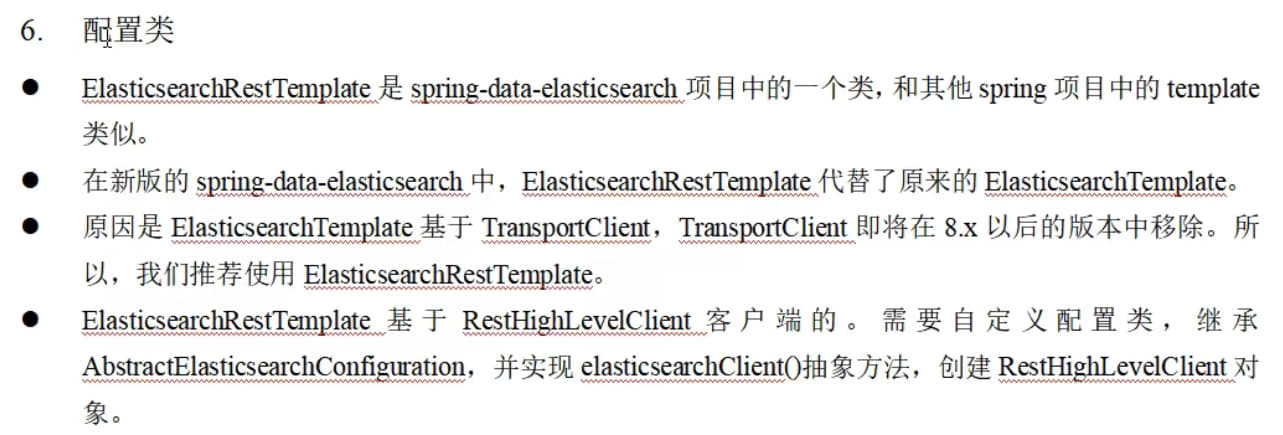 6. 配置类
● ElasticsearchRestTemplate 是 spring-data-elasticsearch 项目中的一个类，和其他 spring 项目中的 template
类似。
● 在新版的 spring-data-elasticsearch 中，ElasticsearchRestTemplate 代替了原来的 ElasticsearchTemplate。
● 原因是 ElasticsearchTemplate 基于 TransportClient，TransportClient 即将在 8.x 以后的版本中移除。所
以，我们推荐使用 ElasticsearchRestTemplate。
● ElasticsearchRestTemplate 基于 RestHighLevelClient 客户端的。需要自定义配置类，继承
AbstractElasticsearchConfiguration，并实现 elasticsearchClient()抽象方法，创建 RestHighLevelClient 对
象。